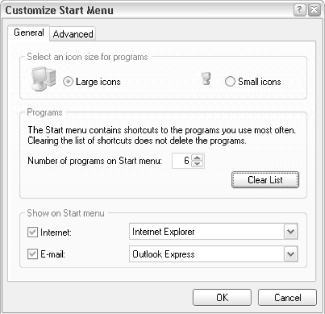 Customize Start Menu
General
Advanced
Select an icon size for programs
Large icons
Small icons
Programs
The Start menu contains shortcuts to the programs you use most often.
Clearing the list of shortcuts does not delete the programs.
Number of programs on Start menu:
6
Clear List
Show on Start menu
Internet:
Internet Explorer
E-mail:
Outlook Express
OK
Cancel